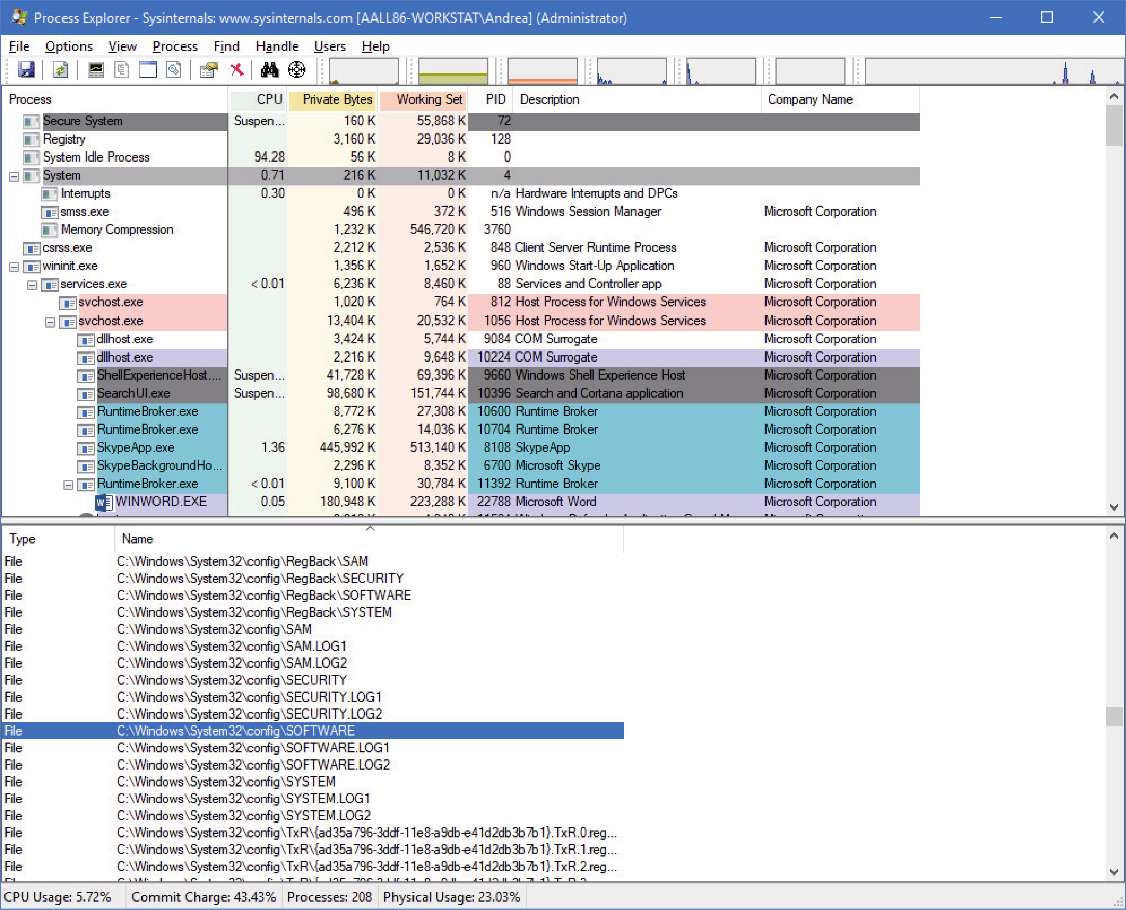 Process Explorer - Sysinternals: www.sysinternals.com [AALL86-WORKSTAT\Andrea] (Administrator)
File Options View Process Find Handle Users Help
Process CPU Private Bytes Working Set PID Description Company Name
Secure System Suspen... 160 K 55,868 K 72
Registry 3,160 K 29,036 K 128
System Idle Process 94.28 56 K 8 K 0
System 0.71 216 K 11,032 K 4
Interrupts 0.30 0 K 0 K n/a Hardware Interrupts and DPCs
smss.exe 496 K 372 K 516 Windows Session Manager Microsoft Corporation
Memory Compression 1,232 K 546,720 K 3760
csrss.exe 2,212 K 2,536 K 848 Client Server Runtime Process Microsoft Corporation
wininit.exe 1,356 K 1,652 K 960 Windows Start-Up Application Microsoft Corporation
services.exe < 0.01 6,236 K 8,460 K 88 Services and Controller app Microsoft Corporation
svchost.exe 1,020 K 764 K 812 Host Process for Windows Services Microsoft Corporation
svchost.exe 13,404 K 20,532 K 1056 Host Process for Windows Services Microsoft Corporation
dllhost.exe 3,424 K 5,744 K 9084 COM Surrogate Microsoft Corporation
dllhost.exe 2,216 K 9,648 K 10224 COM Surrogate Microsoft Corporation
ShellExperienceHost.... Suspen... 41,728 K 69,396 K 9660 Windows Shell Experience Host Microsoft Corporation
SearchUI.exe Suspen... 98,680 K 151,744 K 10396 Search and Cortana application Microsoft Corporation
RuntimeBroker.exe 8,772 K 27,308 K 10600 Runtime Broker Microsoft Corporation
RuntimeBroker.exe 6,276 K 14,036 K 10704 Runtime Broker Microsoft Corporation
SkypeApp.exe 1.36 445,992 K 513,140 K 8108 SkypeApp Microsoft Corporation
SkypeBackgroundHo... 2,296 K 8,352 K 6700 Microsoft Skype Microsoft Corporation
RuntimeBroker.exe < 0.01 9,100 K 30,784 K 11392 Runtime Broker Microsoft Corporation
WINWORD.EXE 0.05 180,948 K 223,288 K 22788 Microsoft Word Microsoft Corporation
Type Name
File C:\Windows\System32\config\RegBack\SAM
File C:\Windows\System32\config\RegBack\SECURITY
File C:\Windows\System32\config\RegBack\SOFTWARE
File C:\Windows\System32\config\RegBack\SYSTEM
File C:\Windows\System32\config\SAM
File C:\Windows\System32\config\SAM.LOG1
File C:\Windows\System32\config\SAM.LOG2
File C:\Windows\System32\config\SECURITY
File C:\Windows\System32\config\SECURITY.LOG1
File C:\Windows\System32\config\SECURITY.LOG2
File C:\Windows\System32\config\SOFTWARE
File C:\Windows\System32\config\SOFTWARE.LOG1
File C:\Windows\System32\config\SOFTWARE.LOG2
File C:\Windows\System32\config\SYSTEM
File C:\Windows\System32\config\SYSTEM.LOG1
File C:\Windows\System32\config\SYSTEM.LOG2
File C:\Windows\System32\config\TxR\{ad35a796-3ddf-11e8-a9db-e41d2db3b7b1}.TxR.0.reg...
File C:\Windows\System32\config\TxR\{ad35a796-3ddf-11e8-a9db-e41d2db3b7b1}.TxR.1.reg...
File C:\Windows\System32\config\TxR\{ad35a796-3ddf-11e8-a9db-e41d2db3b7b1}.TxR.2.reg...
CPU Usage: 5.72% Commit Charge: 43.43% Processes: 208 Physical Usage: 23.03%